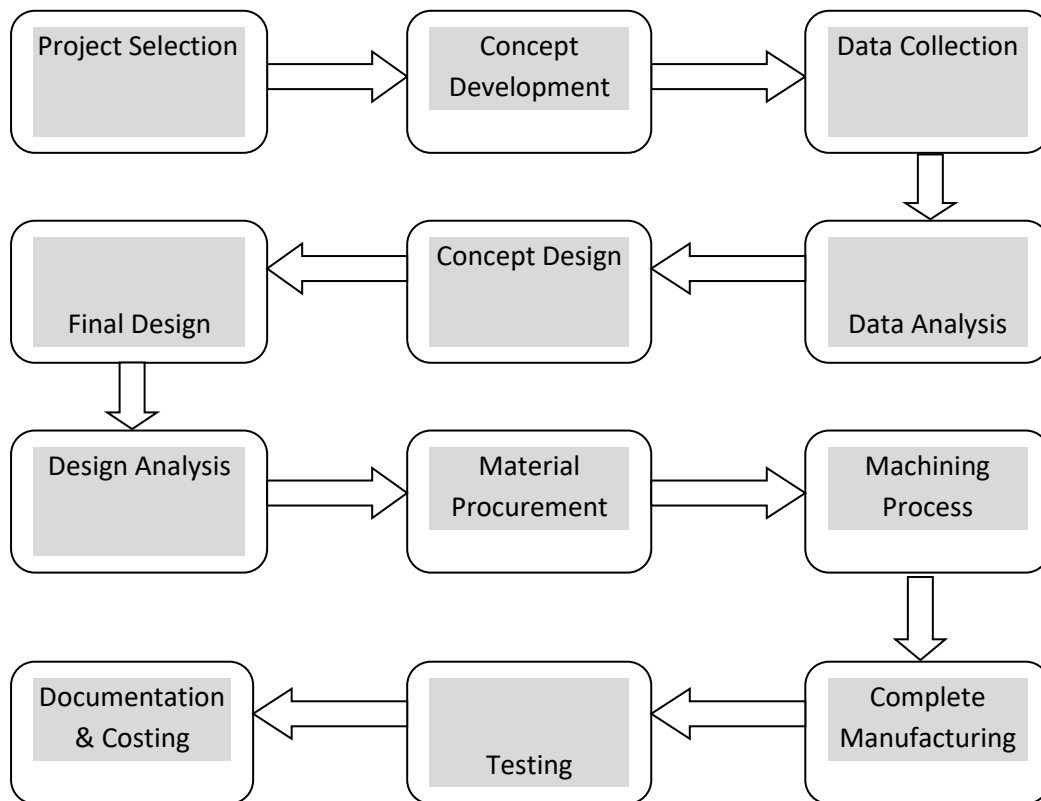 Project Selection
Concept
Development
Data Collection
Data Analysis
Concept Design
Final Design
Design Analysis
Material
Procurement
Machining
Process
Complete
Manufacturing
Testing
Documentation
& Costing